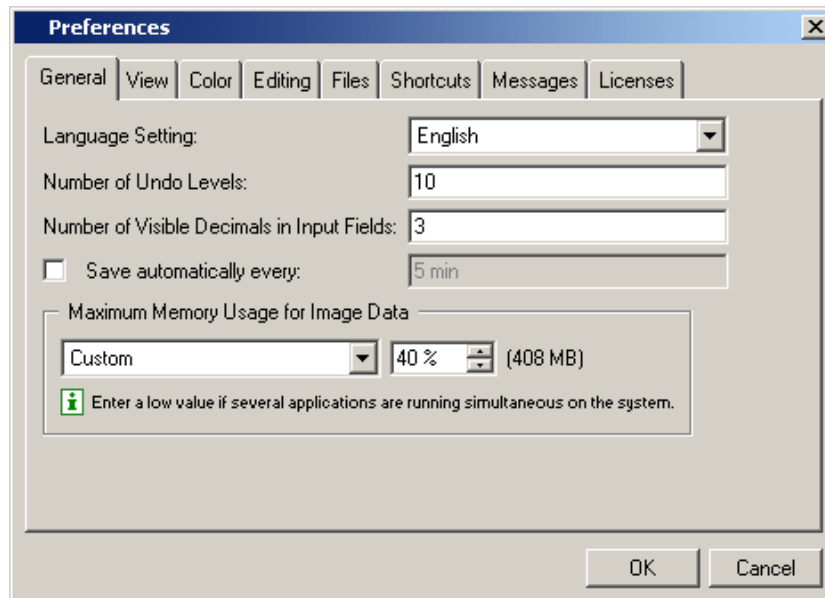 Preferences
General View Color Editing Files Shortcuts Messages Licenses
Language Setting: English
Number of Undo Levels: 10
Number of Visible Decimals in Input Fields: 3
Save automatically every: 5 min
Maximum Memory Usage for Image Data
Custom 40 % (408 MB)
Enter a low value if several applications are running simultaneous on the system.
OK Cancel